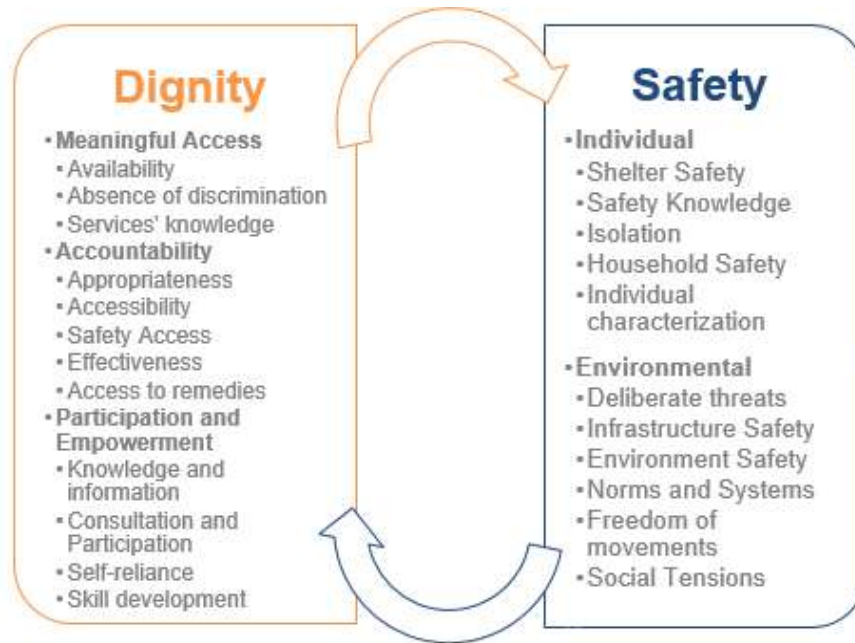 Dignity
• Meaningful Access
• Availability
• Absence of discrimination
• Services' knowledge
• Accountability
• Appropriateness
• Accessibility
• Safety Access
• Effectiveness
• Access to remedies
• Participation and
Empowerment
• Knowledge and
information
• Consultation and
Participation
• Self-reliance
• Skill development
Safety
• Individual
• Shelter Safety
• Safety Knowledge
• Isolation
• Household Safety
• Individual
characterization
• Environmental
• Deliberate threats
• Infrastructure Safety
• Environment Safety
• Norms and Systems
• Freedom of
movements
• Social Tensions